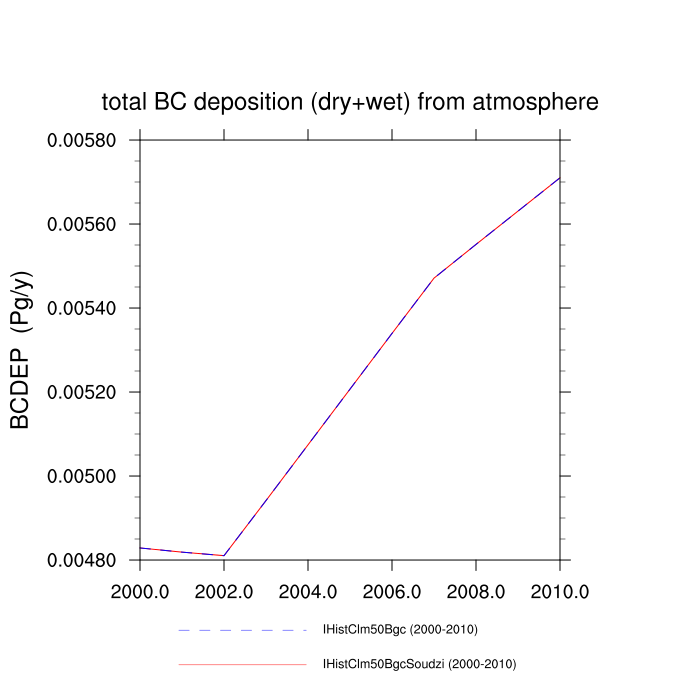 total BC deposition (dry+wet) from atmosphere
BCDEP (Pg/y)
0.00580
0.00560
0.00540
0.00520
0.00500
0.00480
2000.0 2002.0 2004.0 2006.0 2008.0 2010.0
IHistClm50Bgc (2000-2010)
IHistClm50BgcSoudzi (2000-2010)